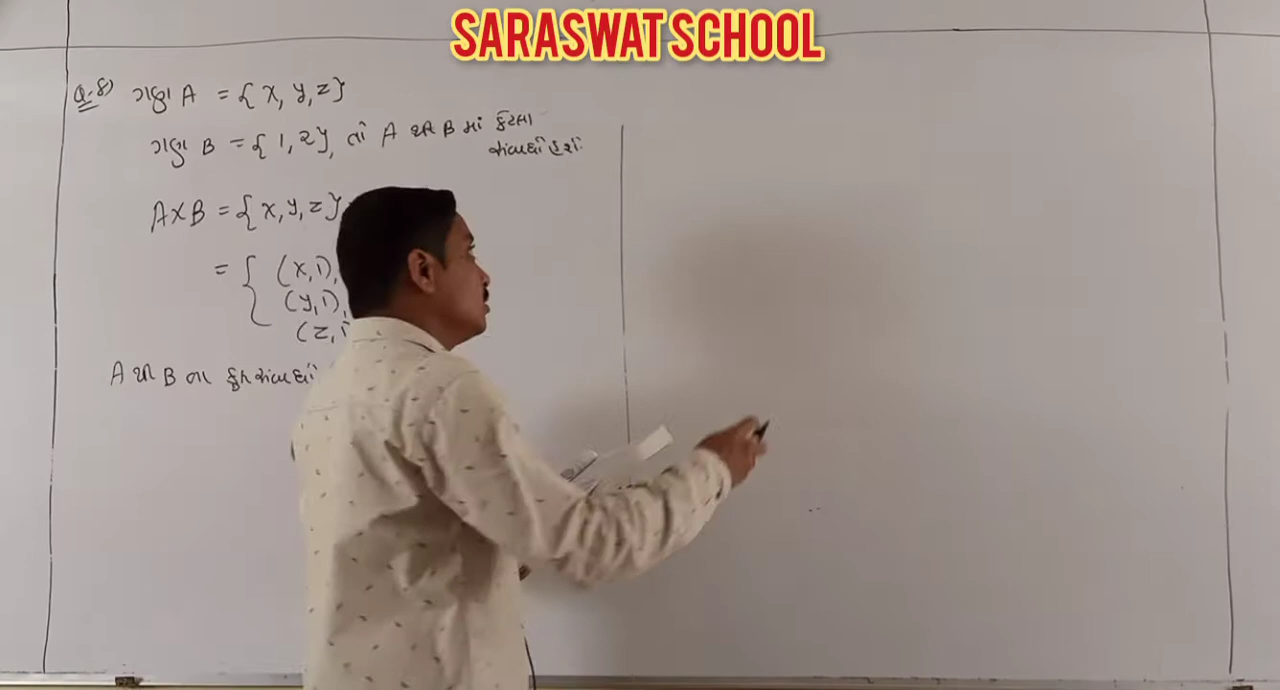 SARASWAT SCHOOL
Q-8) ગણ A = { x, y, z }
ગણ B = { 1, 2 }, તો A થી B માં કેટલા
સંબંધો હશે.
A×B = { x, y, z }
= { (x,1),
(y,1),
(z,1
A થી B ના કુલ સંબંધો